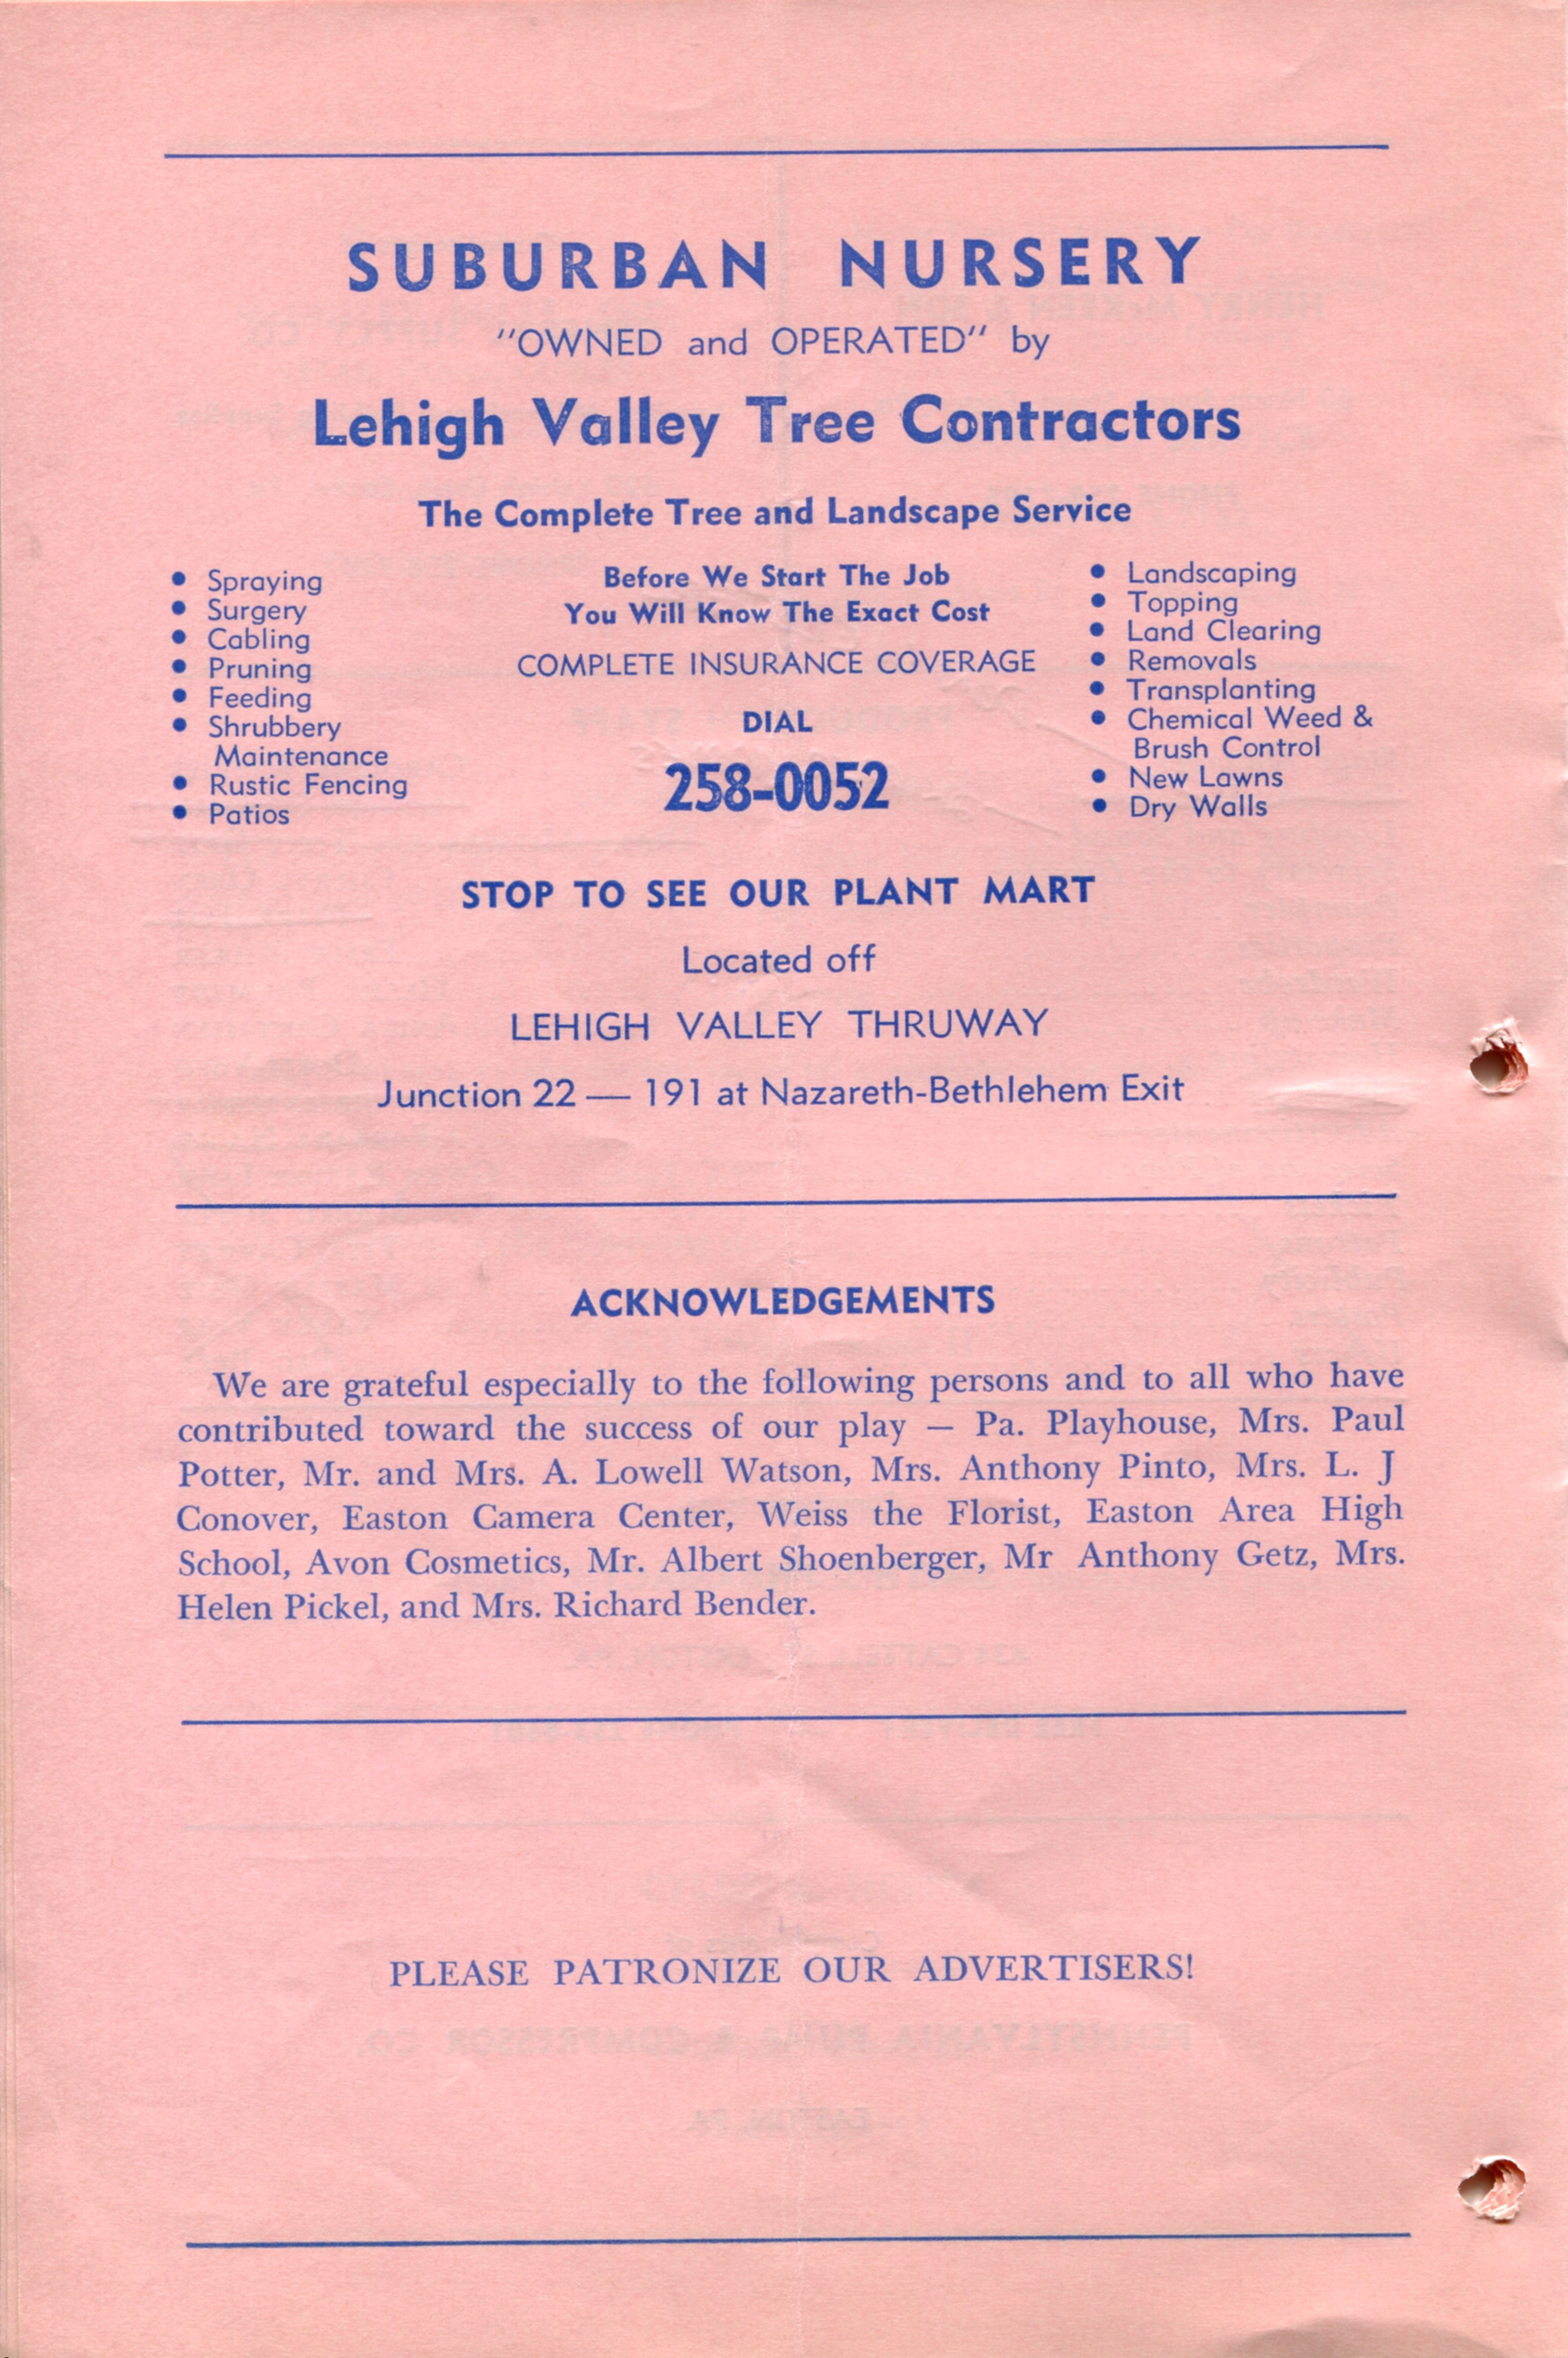 SUBURBAN NURSERY
"OWNED and OPERATED" by
Lehigh Valley Tree Contractors
The Complete Tree and Landscape Service
• Spraying
• Surgery
• Cabling
• Pruning
• Feeding
• Shrubbery
Maintenance
• Rustic Fencing
• Patios
Before We Start The Job
You Will Know The Exact Cost
COMPLETE INSURANCE COVERAGE
DIAL
258-0052
• Landscaping
• Topping
• Land Clearing
• Removals
• Transplanting
• Chemical Weed &
Brush Control
• New Lawns
• Dry Walls
STOP TO SEE OUR PLANT MART
Located off
LEHIGH VALLEY THRUWAY
Junction 22 — 191 at Nazareth-Bethlehem Exit
ACKNOWLEDGEMENTS
We are grateful especially to the following persons and to all who have
contributed toward the success of our play — Pa. Playhouse, Mrs. Paul
Potter, Mr. and Mrs. A. Lowell Watson, Mrs. Anthony Pinto, Mrs. L. J
Conover, Easton Camera Center, Weiss the Florist, Easton Area High
School, Avon Cosmetics, Mr. Albert Shoenberger, Mr Anthony Getz, Mrs.
Helen Pickel, and Mrs. Richard Bender.
PLEASE PATRONIZE OUR ADVERTISERS!